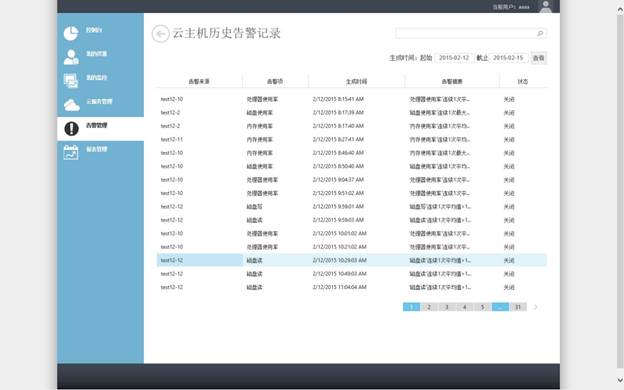 当前用户: aaaa
控制台
我的资源
我的监控
云服务管理
告警管理
报表管理
云主机历史告警记录
生成时间: 起始 2015-02-12 截止 2015-02-15 查看
告警来源 告警项 生成时间 告警摘要 状态
test12-10 处理器使用率 2/12/2015 8:15:41 AM '处理器使用率'连续1次平... 关闭
test12-2 磁盘使用率 2/12/2015 8:17:39 AM '磁盘使用率'连续1次最大... 关闭
test12-2 内存使用率 2/12/2015 8:17:40 AM '内存使用率'连续1次平均... 关闭
test12-11 内存使用率 2/12/2015 8:27:41 AM '内存使用率'连续1次平均... 关闭
test12-10 内存使用率 2/12/2015 8:46:40 AM '内存使用率'连续1次最大... 关闭
test12-10 磁盘使用率 2/12/2015 8:50:40 AM '磁盘使用率'连续1次平均... 关闭
test12-10 处理器使用率 2/12/2015 9:04:37 AM '处理器使用率'连续1次平... 关闭
test12-10 处理器使用率 2/12/2015 9:51:02 AM '处理器使用率'连续1次平... 关闭
test12-12 磁盘写 2/12/2015 9:59:01 AM '磁盘写'连续1次平均值>1... 关闭
test12-12 磁盘读 2/12/2015 9:59:03 AM '磁盘读'连续1次平均值>1... 关闭
test12-10 处理器使用率 2/12/2015 10:01:02 AM '处理器使用率'连续1次平... 关闭
test12-10 处理器使用率 2/12/2015 10:21:02 AM '处理器使用率'连续1次平... 关闭
test12-12 磁盘读 2/12/2015 10:29:03 AM '磁盘读'连续1次平均值>1... 关闭
test12-12 磁盘读 2/12/2015 10:49:03 AM '磁盘读'连续1次平均值>1... 关闭
test12-12 磁盘读 2/12/2015 11:04:04 AM '磁盘读'连续1次平均值>1... 关闭
1 2 3 4 5 ... 31